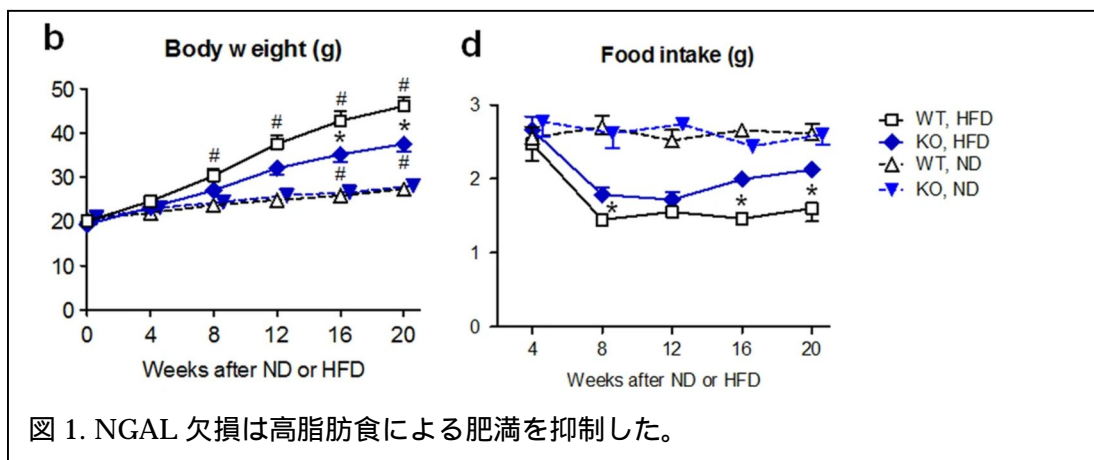 b
Body weight (g)
50
40
30
20
10
0
#
#
#
#
*
*
#
#
0 4 8 12 16 20
Weeks after ND or HFD
d
Food intake (g)
3
2
1
0
*
*
*
4 8 12 16 20
Weeks after ND or HFD
WT, HFD
KO, HFD
WT, ND
KO, ND
図 1. NGAL 欠損は高脂肪食による肥満を抑制した。